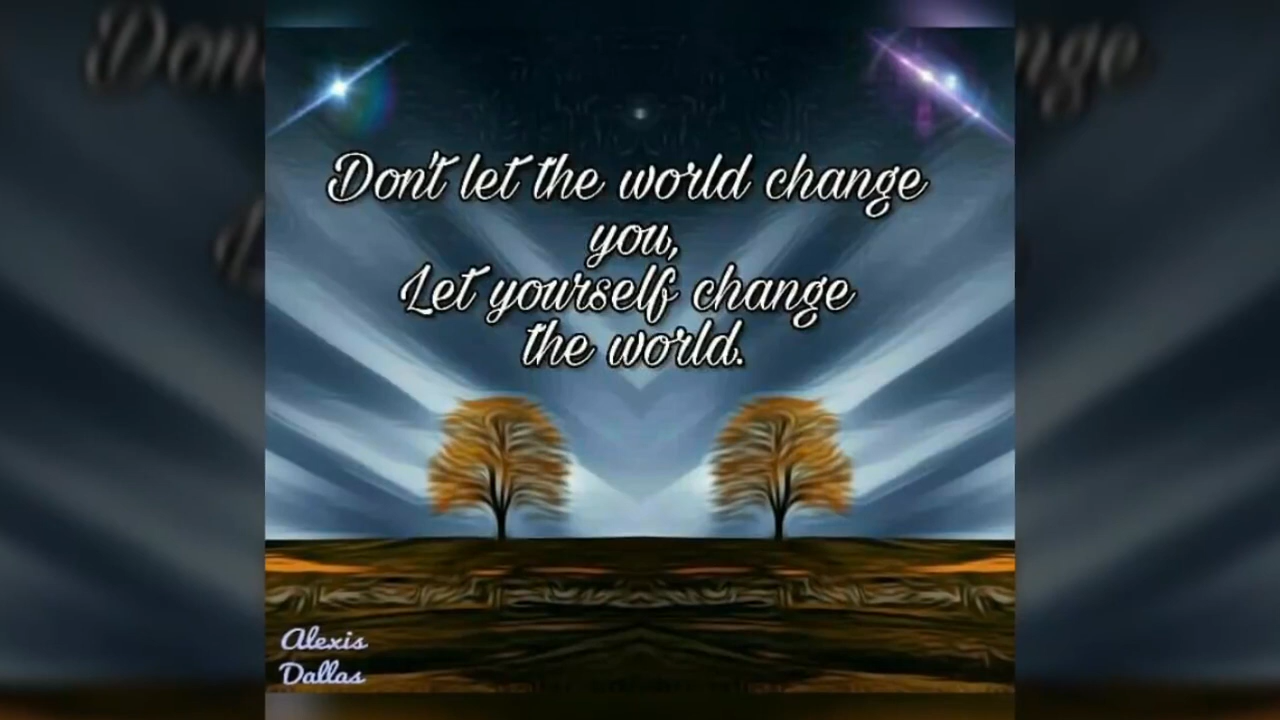 Don't let the world change
you,
Let yourself change
the world.
Alexis
Dallas